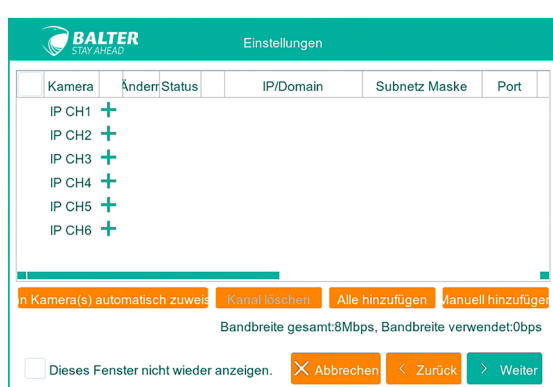 BALTER
STAY AHEAD
Einstellungen
Kamera Ändern Status IP/Domain Subnetz Maske Port
IP CH1
IP CH2
IP CH3
IP CH4
IP CH5
IP CH6
n Kamera(s) automatisch zuweis Kanal löschen Alle hinzufügen Manuell hinzufügen
Bandbreite gesamt:8Mbps, Bandbreite verwendet:0bps
Dieses Fenster nicht wieder anzeigen. Abbrechen Zurück Weiter